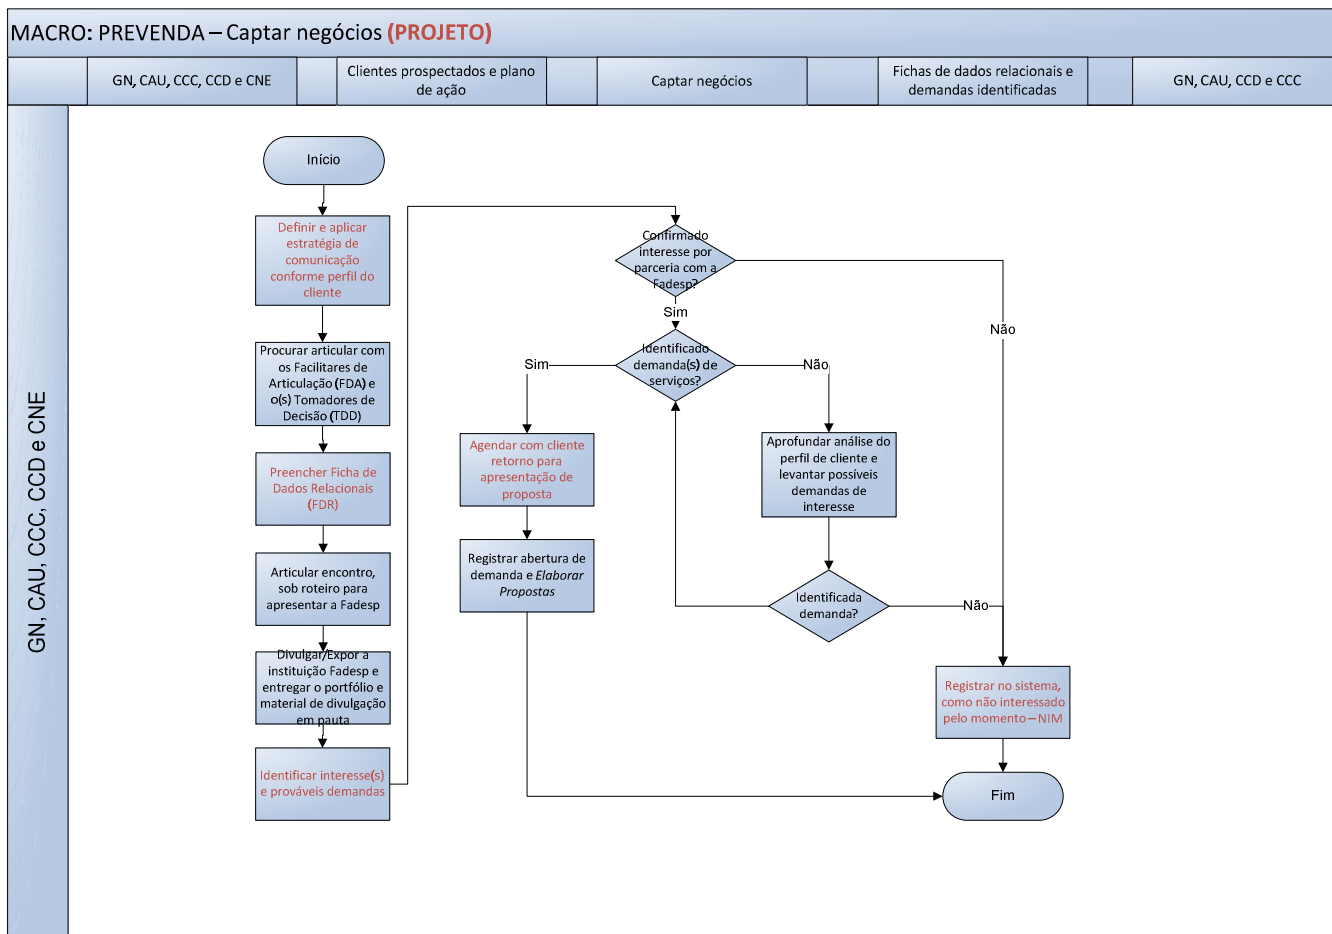 MACRO: PREVENDA – Captar negócios (PROJETO)
GN, CAU, CCC, CCD e CNE
Clientes prospectados e plano
de ação
Captar negócios
Fichas de dados relacionais e
demandas identificadas
GN, CAU, CCD e CCC
GN, CAU, CCC, CCD e CNE
Início
Definir e aplicar
estratégia de
comunicação
conforme perfil do
cliente
Procurar articular com
os Facilitares de
Articulação (FDA) e
o(s) Tomadores de
Decisão (TDD)
Preencher Ficha de
Dados Relacionais
(FDR)
Articular encontro,
sob roteiro para
apresentar a Fadesp
Divulgar/Expor a
instituição Fadesp e
entregar o portfólio e
material de divulgação
em pauta
Identificar interesse(s)
e prováveis demandas
Confirmado
interesse por
parceria com a
Fadesp?
Sim
Não
Identificado
demanda(s) de
serviços?
Sim
Não
Agendar com cliente
retorno para
apresentação de
proposta
Registrar abertura de
demanda e Elaborar
Propostas
Aprofundar análise do
perfil de cliente e
levantar possíveis
demandas de
interesse
Identificada
demanda?
Não
Registrar no sistema,
como não interessado
pelo momento – NIM
Fim